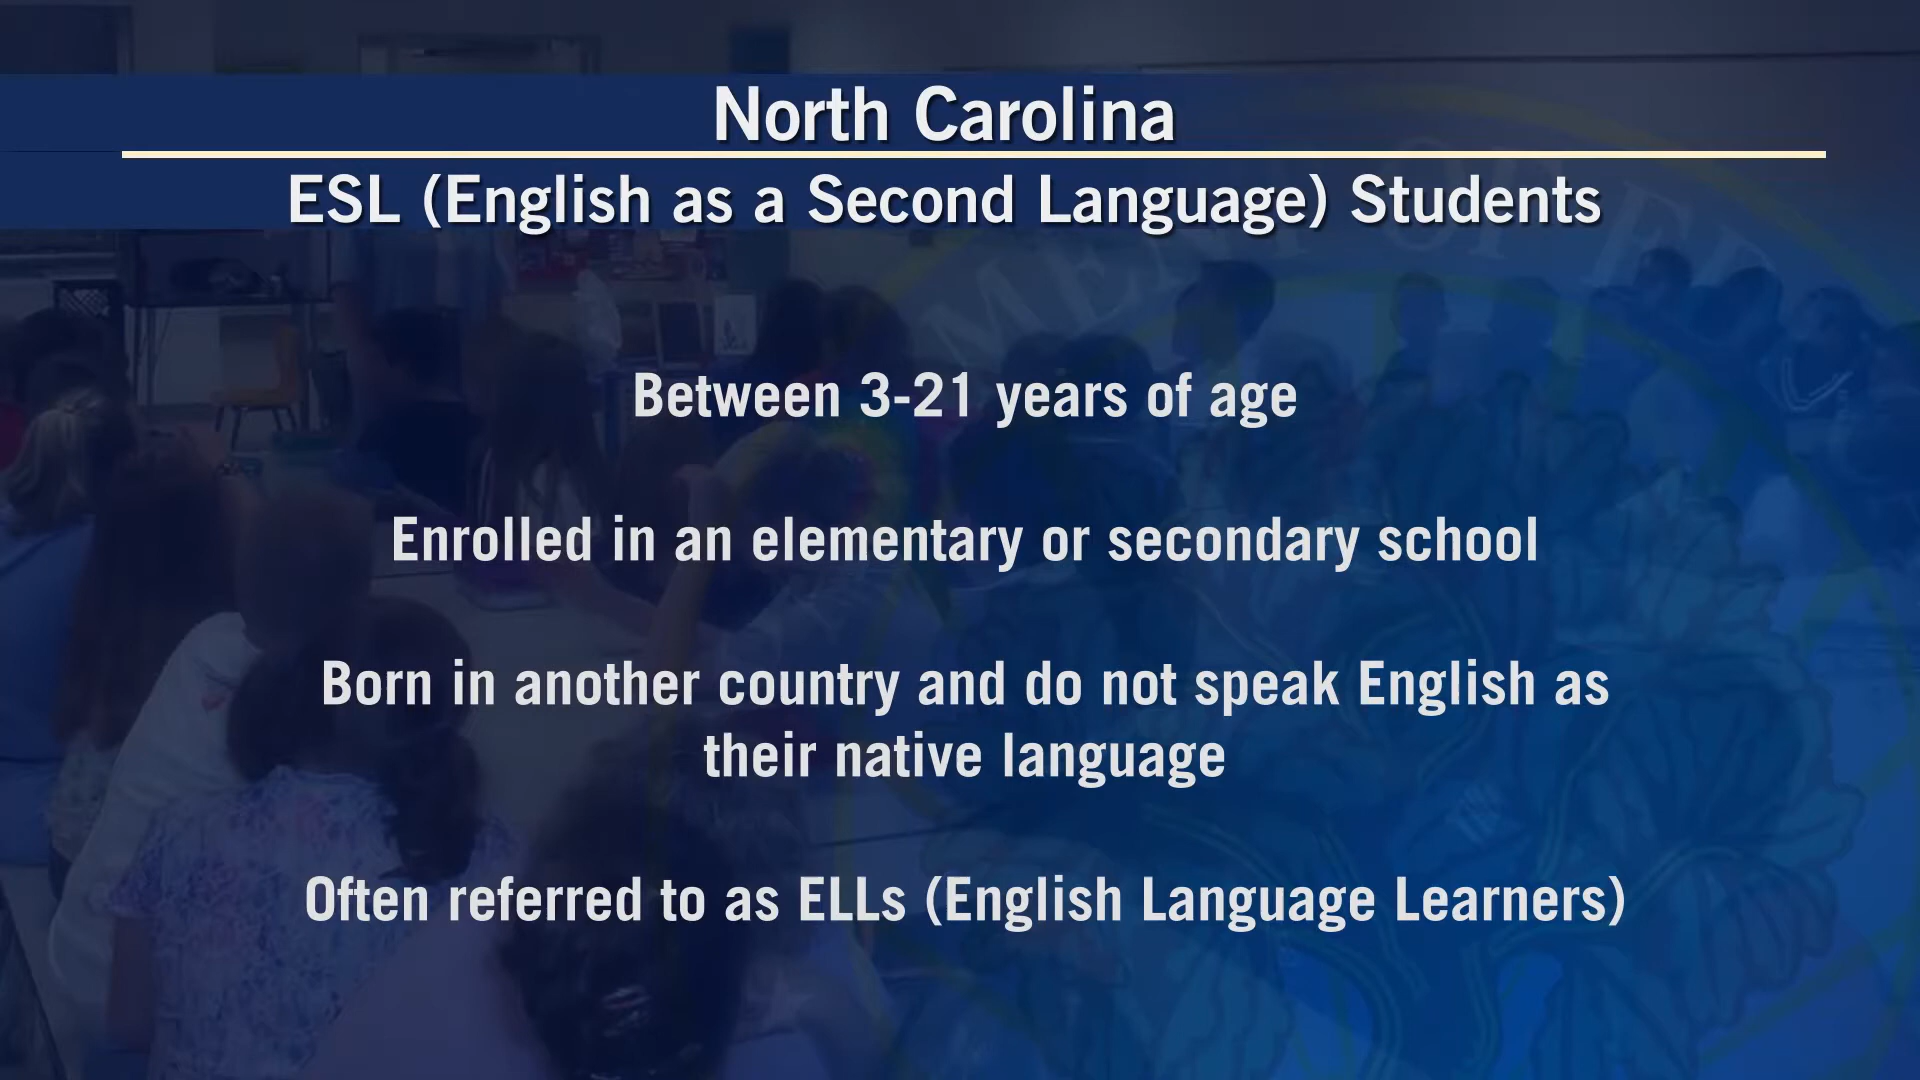 North Carolina
ESL (English as a Second Language) Students
Between 3-21 years of age
Enrolled in an elementary or secondary school
Born in another country and do not speak English as
their native language
Often referred to as ELLs (English Language Learners)